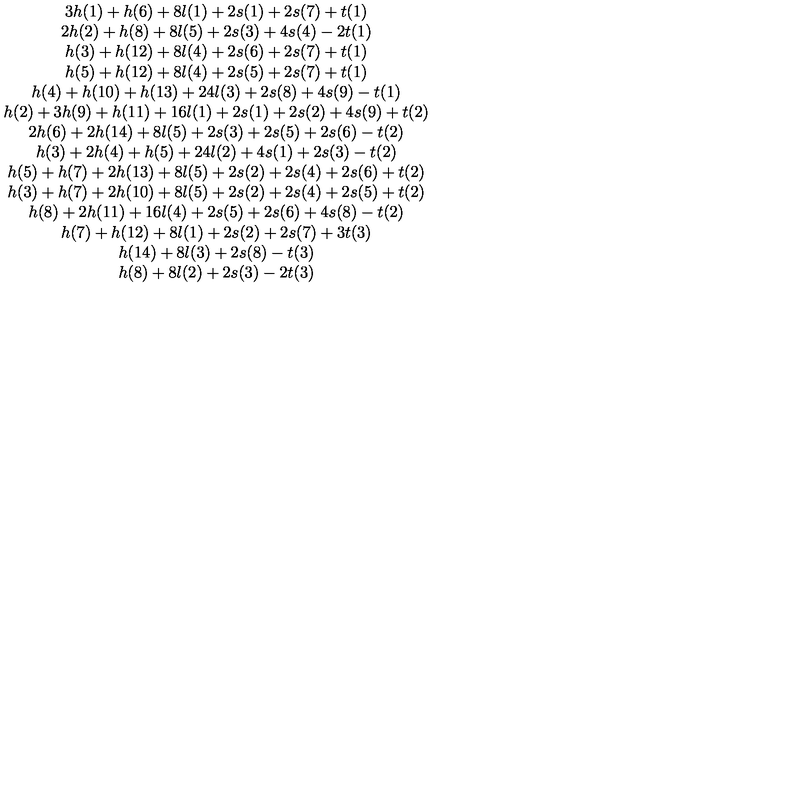 3h(1) + h(6) + 8l(1) + 2s(1) + 2s(7) + t(1)
2h(2) + h(8) + 8l(5) + 2s(3) + 4s(4) − 2t(1)
h(3) + h(12) + 8l(4) + 2s(6) + 2s(7) + t(1)
h(5) + h(12) + 8l(4) + 2s(5) + 2s(7) + t(1)
h(4) + h(10) + h(13) + 24l(3) + 2s(8) + 4s(9) − t(1)
h(2) + 3h(9) + h(11) + 16l(1) + 2s(1) + 2s(2) + 4s(9) + t(2)
2h(6) + 2h(14) + 8l(5) + 2s(3) + 2s(5) + 2s(6) − t(2)
h(3) + 2h(4) + h(5) + 24l(2) + 4s(1) + 2s(3) − t(2)
h(5) + h(7) + 2h(13) + 8l(5) + 2s(2) + 2s(4) + 2s(6) + t(2)
h(3) + h(7) + 2h(10) + 8l(5) + 2s(2) + 2s(4) + 2s(5) + t(2)
h(8) + 2h(11) + 16l(4) + 2s(5) + 2s(6) + 4s(8) − t(2)
h(7) + h(12) + 8l(1) + 2s(2) + 2s(7) + 3t(3)
h(14) + 8l(3) + 2s(8) − t(3)
h(8) + 8l(2) + 2s(3) − 2t(3)